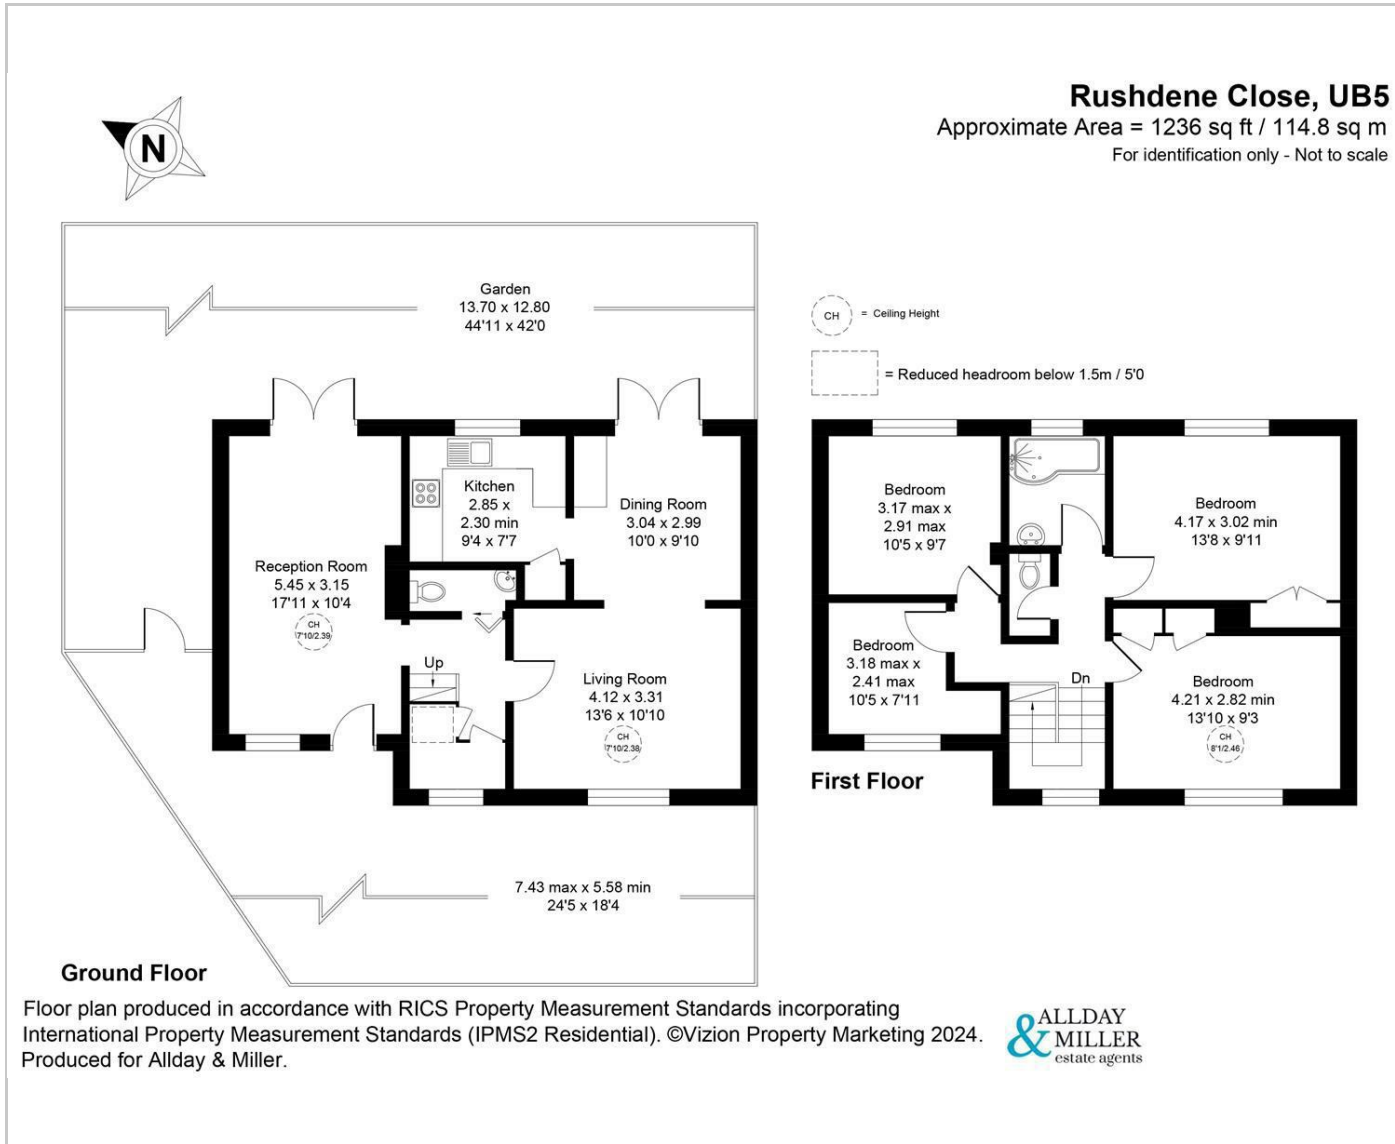 Rushdene Close, UB5
Approximate Area = 1236 sq ft / 114.8 sq m
For identification only - Not to scale
N
Garden
13.70 x 12.80
44'11 x 42'0
CH
= Ceiling Height
= Reduced headroom below 1.5m / 5'0
Kitchen
2.85 x
2.30 min
9'4 x 7'7
Dining Room
3.04 x 2.99
10'0 x 9'10
Reception Room
5.45 x 3.15
17'11 x 10'4
CH
7'10/2.39
Up
Living Room
4.12 x 3.31
13'6 x 10'10
CH
7'10/2.38
7.43 max x 5.58 min
24'5 x 18'4
Ground Floor
Bedroom
3.17 max x
2.91 max
10'5 x 9'7
Bedroom
4.17 x 3.02 min
13'8 x 9'11
Bedroom
3.18 max x
2.41 max
10'5 x 7'11
Dn
Bedroom
4.21 x 2.82 min
13'10 x 9'3
CH
8'1/2.46
First Floor
Floor plan produced in accordance with RICS Property Measurement Standards incorporating
International Property Measurement Standards (IPMS2 Residential). ©Vizion Property Marketing 2024.
Produced for Allday & Miller.
ALLDAY
& MILLER
estate agents